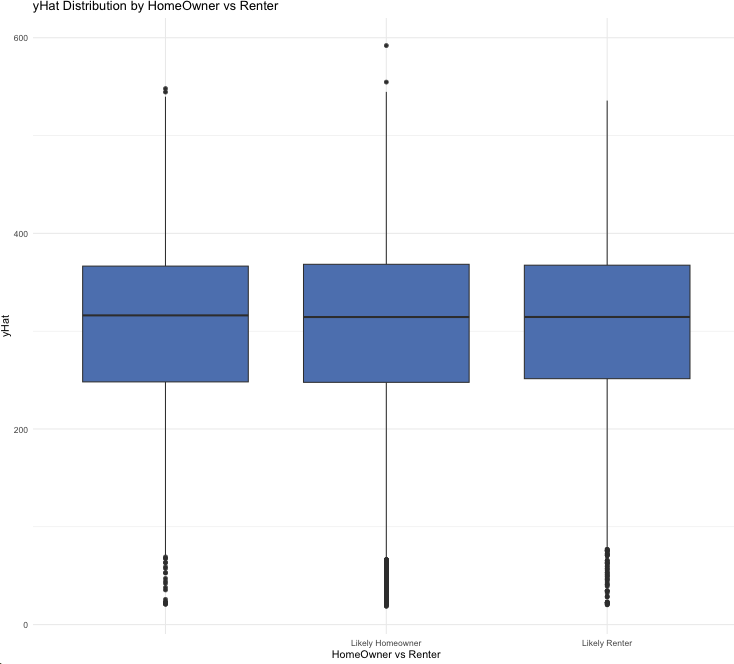 yHat Distribution by HomeOwner vs Renter
600
400
200
0
yHat
Likely Homeowner
Likely Renter
HomeOwner vs Renter